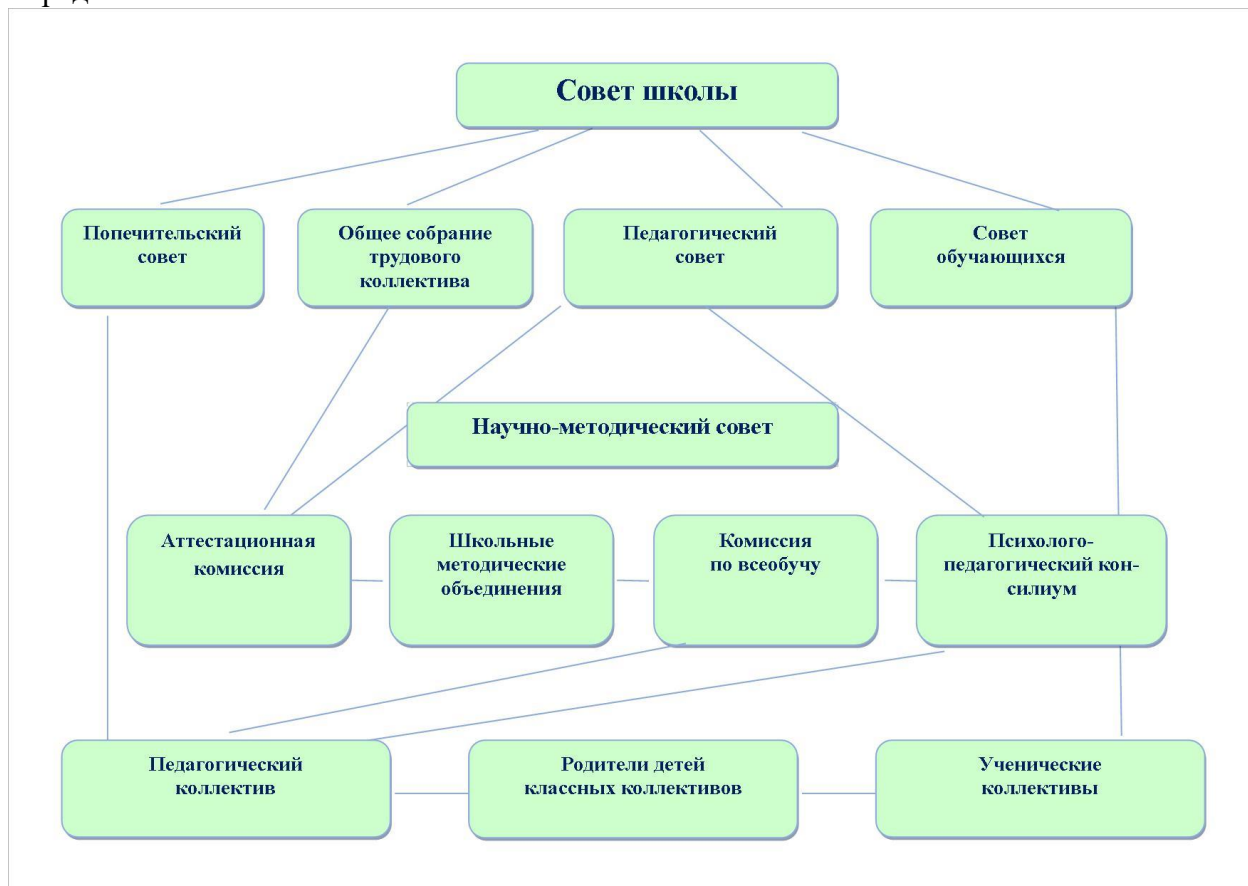 Совет школы
Попечительский
совет
Общее собрание
трудового
коллектива
Педагогический
совет
Совет
обучающихся
Научно-методический совет
Аттестационная
комиссия
Школьные
методические
объединения
Комиссия
по всеобучу
Психолого-
педагогический кон-
силиум
Педагогический
коллектив
Родители детей
классных коллективов
Ученические
коллективы